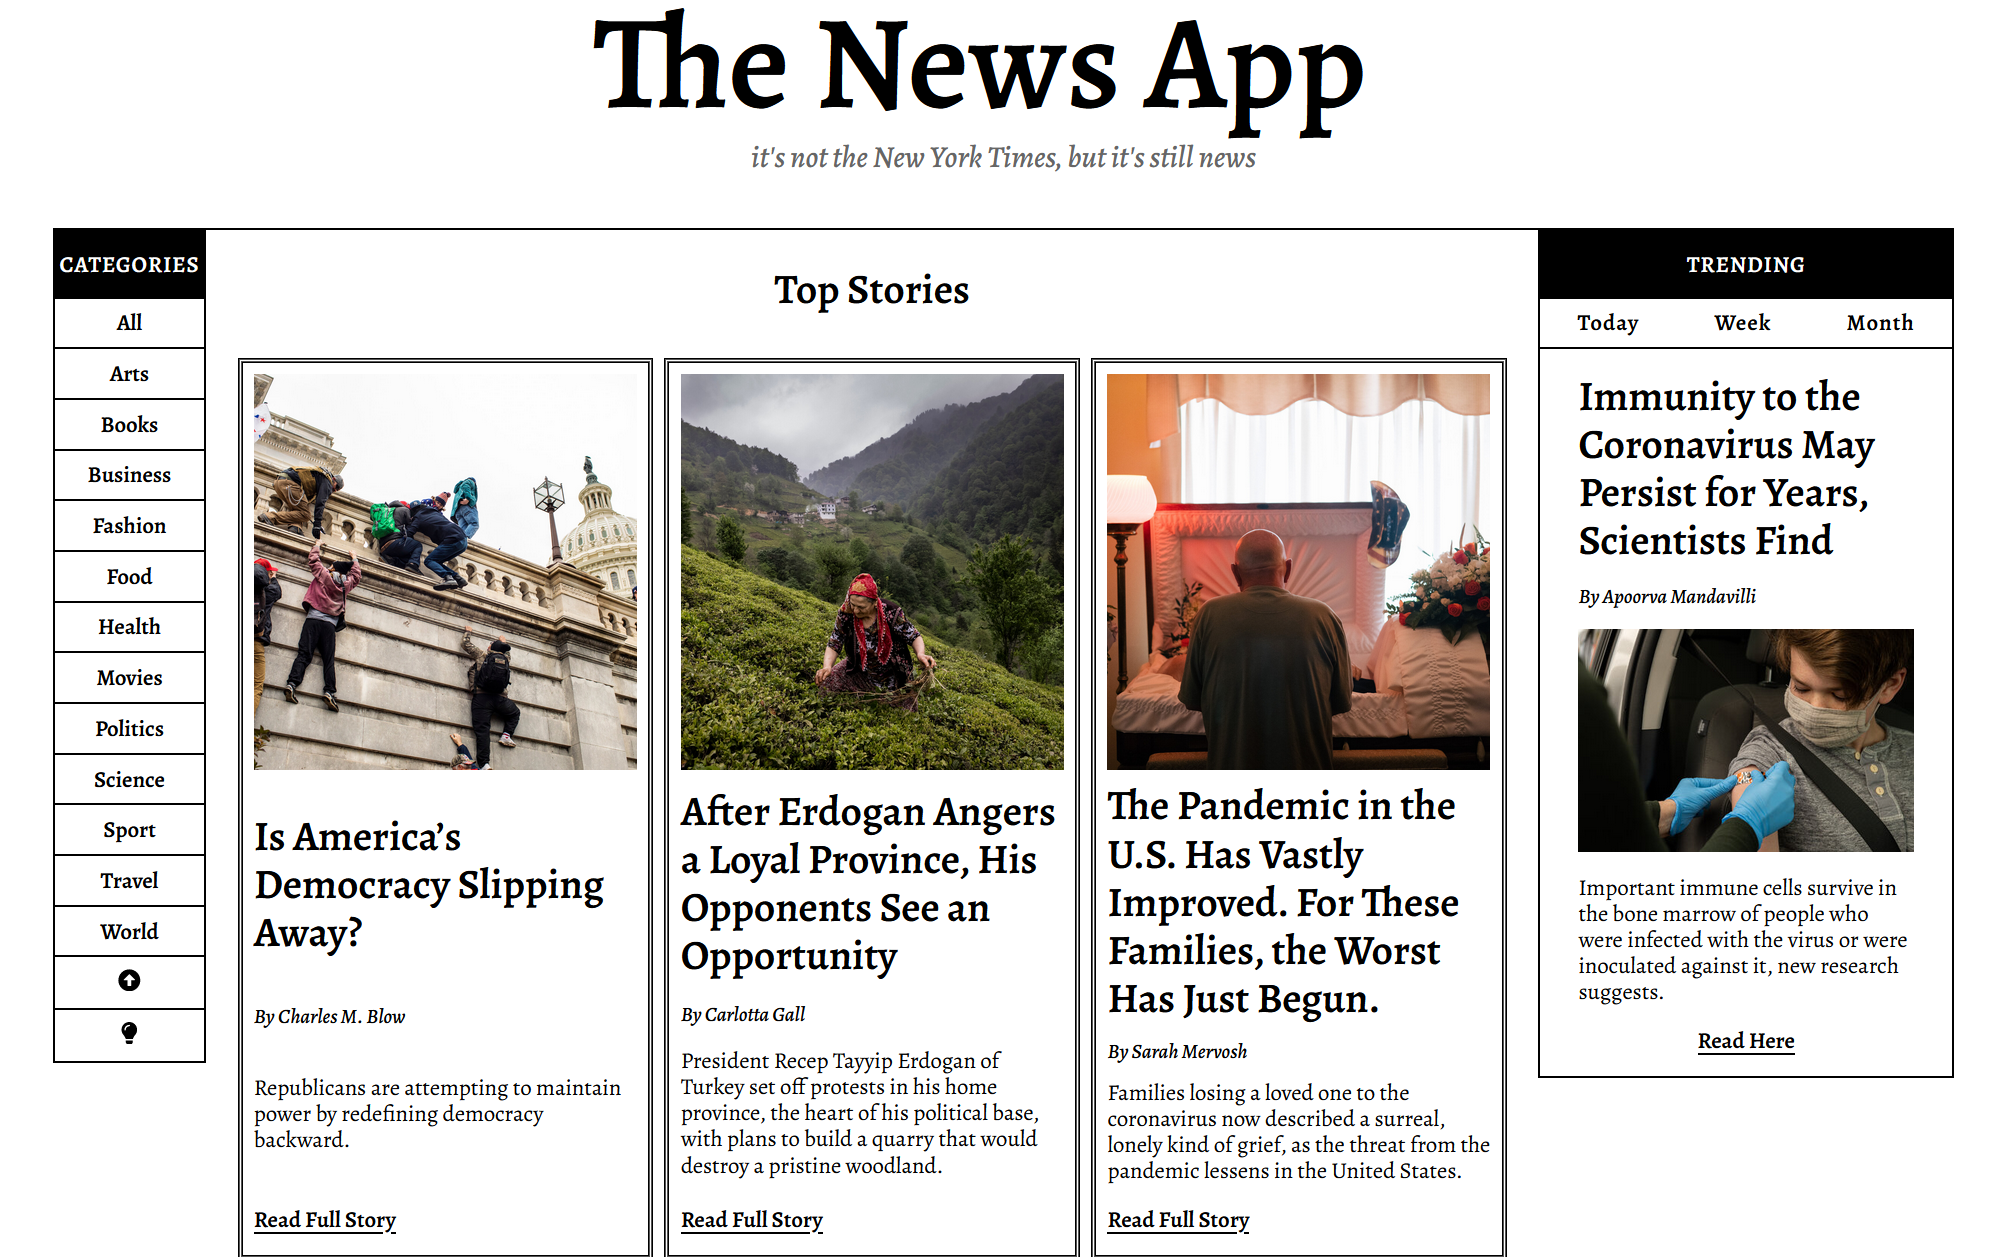 The News App
it's not the New York Times, but it's still news
CATEGORIES
All
Arts
Books
Business
Fashion
Food
Health
Movies
Politics
Science
Sport
Travel
World
Top Stories
Is America’s
Democracy Slipping
Away?
By Charles M. Blow
Republicans are attempting to maintain
power by redefining democracy
backward.
Read Full Story
After Erdogan Angers
a Loyal Province, His
Opponents See an
Opportunity
By Carlotta Gall
President Recep Tayyip Erdogan of
Turkey set off protests in his home
province, the heart of his political base,
with plans to build a quarry that would
destroy a pristine woodland.
Read Full Story
The Pandemic in the
U.S. Has Vastly
Improved. For These
Families, the Worst
Has Just Begun.
By Sarah Mervosh
Families losing a loved one to the
coronavirus now described a surreal,
lonely kind of grief, as the threat from the
pandemic lessens in the United States.
Read Full Story
TRENDING
Today Week Month
Immunity to the
Coronavirus May
Persist for Years,
Scientists Find
By Apoorva Mandavilli
Important immune cells survive in
the bone marrow of people who
were infected with the virus or were
inoculated against it, new research
suggests.
Read Here